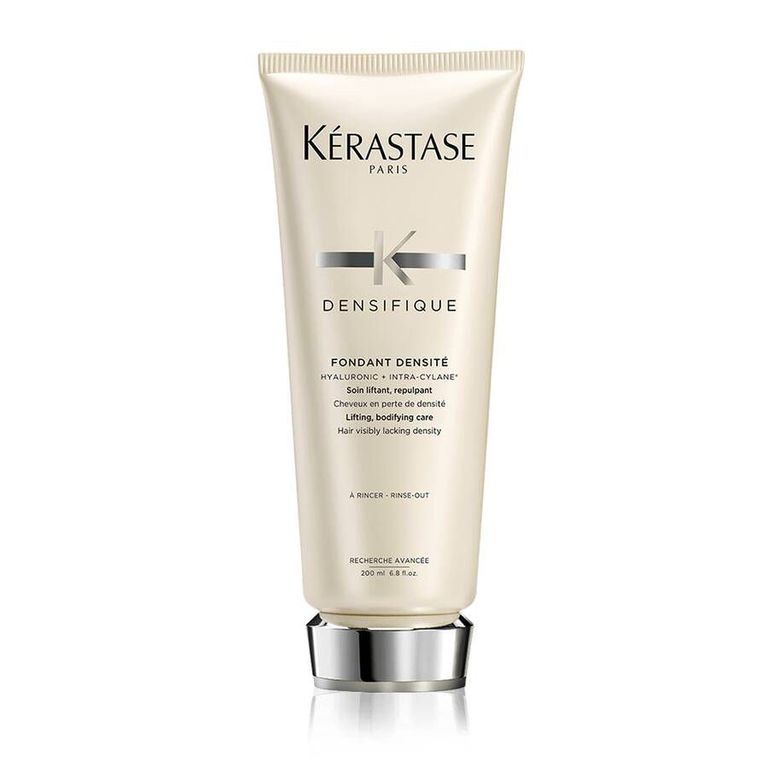 KÉRASTASE
PARIS
K
DENSIFIQUE
FONDANT DENSITÉ
HYALURONIC + INTRA-CYLANE®
Soin liftant, repulpant
Cheveux en perte de densité
Lifting, bodifying care
Hair visibly lacking density
À RINCER - RINSE-OUT
RECHERCHE AVANCÉE
200 ml 6.8 fl.oz.